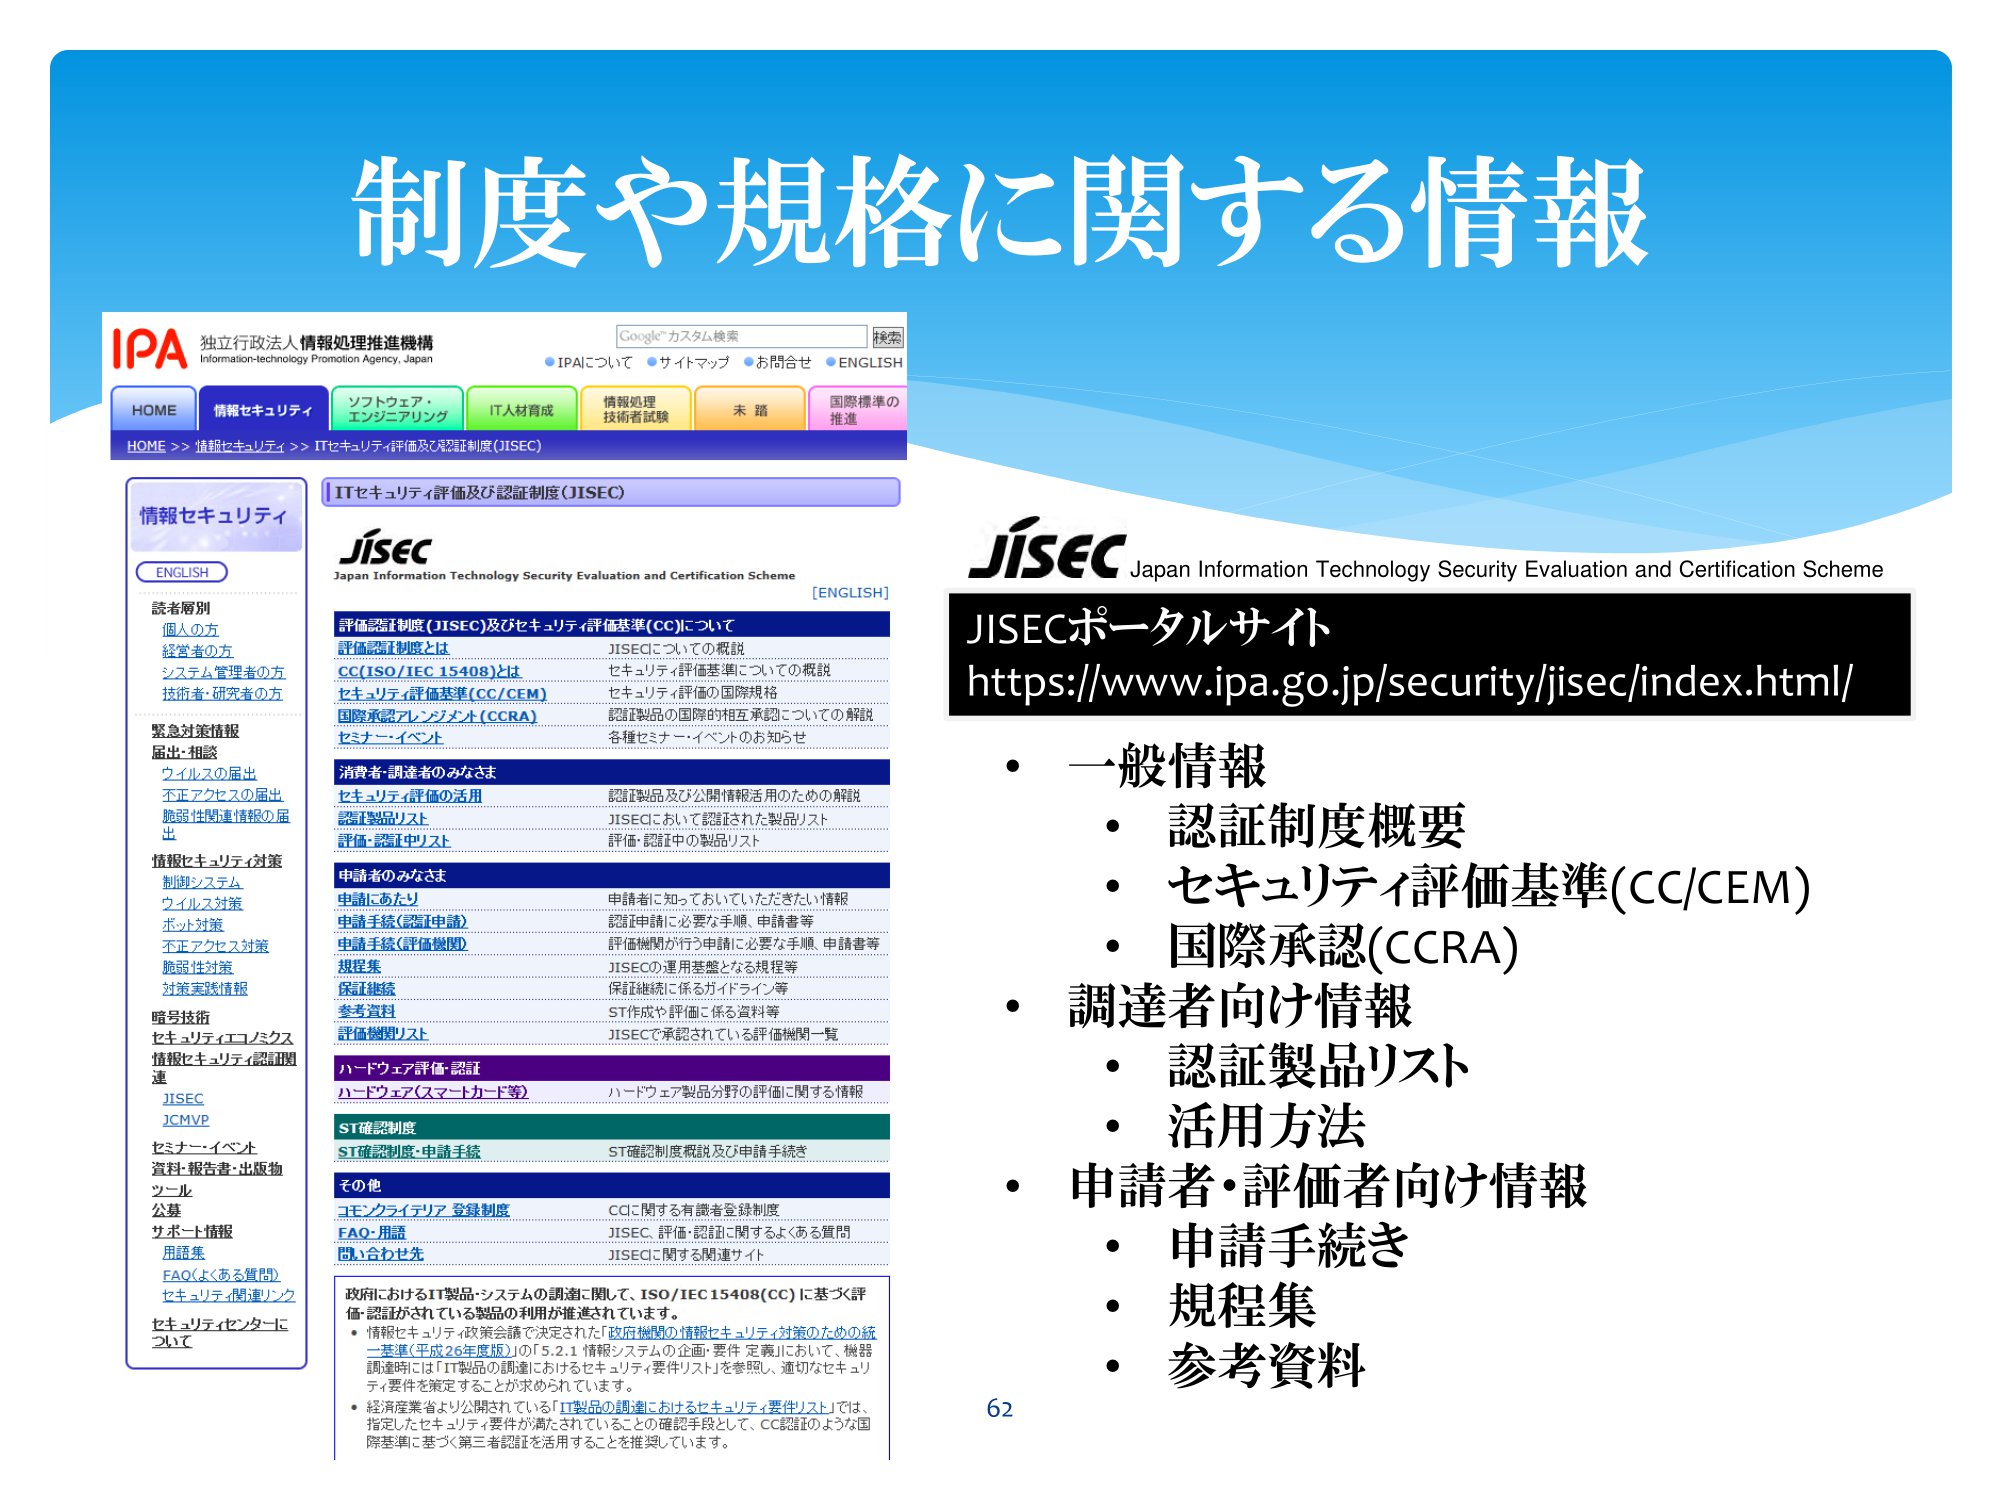 制度や規格に関する情報
IPA 独立行政法人情報処理推進機構
Information-technology Promotion Agency, Japan
Google™カスタム検索 検索
IPAについて サイトマップ お問合せ ENGLISH
HOME 情報セキュリティ ソフトウェア・エンジニアリング IT人材育成 情報処理技術者試験 未踏 国際標準の推進
HOME >> 情報セキュリティ >> ITセキュリティ評価及び認証制度(JISEC)
情報セキュリティ
ENGLISH
読者層別
個人の方
経営者の方
システム管理者の方
技術者・研究者の方
緊急対策情報
届出・相談
ウイルスの届出
不正アクセスの届出
脆弱性関連情報の届
出
情報セキュリティ対策
制御システム
ウイルス対策
ボット対策
不正アクセス対策
脆弱性対策
対策実践情報
暗号技術
セキュリティエコノミクス
情報セキュリティ認証関
連
JISEC
JCMVP
セミナー・イベント
資料・報告書・出版物
ツール
公募
サポート情報
用語集
FAQ(よくある質問)
セキュリティ関連リンク
セキュリティセンターに
ついて
ITセキュリティ評価及び認証制度(JISEC)
JISEC
Japan Information Technology Security Evaluation and Certification Scheme
[ENGLISH]
評価認証制度(JISEC)及びセキュリティ評価基準(CC)について
評価認証制度とは JISECについての概説
CC(ISO/IEC 15408)とは セキュリティ評価基準についての概説
セキュリティ評価基準(CC/CEM) セキュリティ評価の国際規格
国際承認アレンジメント(CCRA) 認証製品の国際的相互承認についての解説
セミナー・イベント 各種セミナー・イベントのお知らせ
消費者・調達者のみなさま
セキュリティ評価の活用 認証製品及び公開情報活用のための解説
認証製品リスト JISECにおいて認証された製品リスト
評価・認証中リスト 評価・認証中の製品リスト
申請者のみなさま
申請にあたり 申請者に知っておいていただきたい情報
申請手続(認証申請) 認証申請に必要な手順、申請書等
申請手続(評価機関) 評価機関が行う申請に必要な手順、申請書等
規程集 JISECの運用基盤となる規程等
保証継続 保証継続に係るガイドライン等
参考資料 ST作成や評価に係る資料等
評価機関リスト JISECで承認されている評価機関一覧
ハードウェア評価・認証
ハードウェア(スマートカード等) ハードウェア製品分野の評価に関する情報
ST確認制度
ST確認制度・申請手続 ST確認制度概説及び申請手続き
その他
コモンクライテリア 登録制度 CCに関する有識者登録制度
FAQ・用語 JISEC、評価・認証に関するよくある質問
問い合わせ先 JISECに関する関連サイト
政府におけるIT製品・システムの調達に関して、ISO/IEC15408(CC)に基づく評
価・認証がされている製品の利用が推進されています。
• 情報セキュリティ政策会議で決定された「政府機関の情報セキュリティ対策のための統
一基準(平成26年度版)」の「5.2.1 情報システムの企画・要件 定義」において、機器
調達時には「IT製品の調達におけるセキュリティ要件リスト」を参照し、適切なセキュリ
ティ要件を策定することが求められています。
• 経済産業省より公開されている「IT製品の調達におけるセキュリティ要件リスト」では、
指定したセキュリティ要件が満たされていることの確認手段として、CC認証のような国
際基準に基づく第三者認証を活用することを推奨しています。
JISEC Japan Information Technology Security Evaluation and Certification Scheme
JISECポータルサイト
https://www.ipa.go.jp/security/jisec/index.html/
• 一般情報
• 認証制度概要
• セキュリティ評価基準(CC/CEM)
• 国際承認(CCRA)
• 調達者向け情報
• 認証製品リスト
• 活用方法
• 申請者・評価者向け情報
• 申請手続き
• 規程集
• 参考資料
62